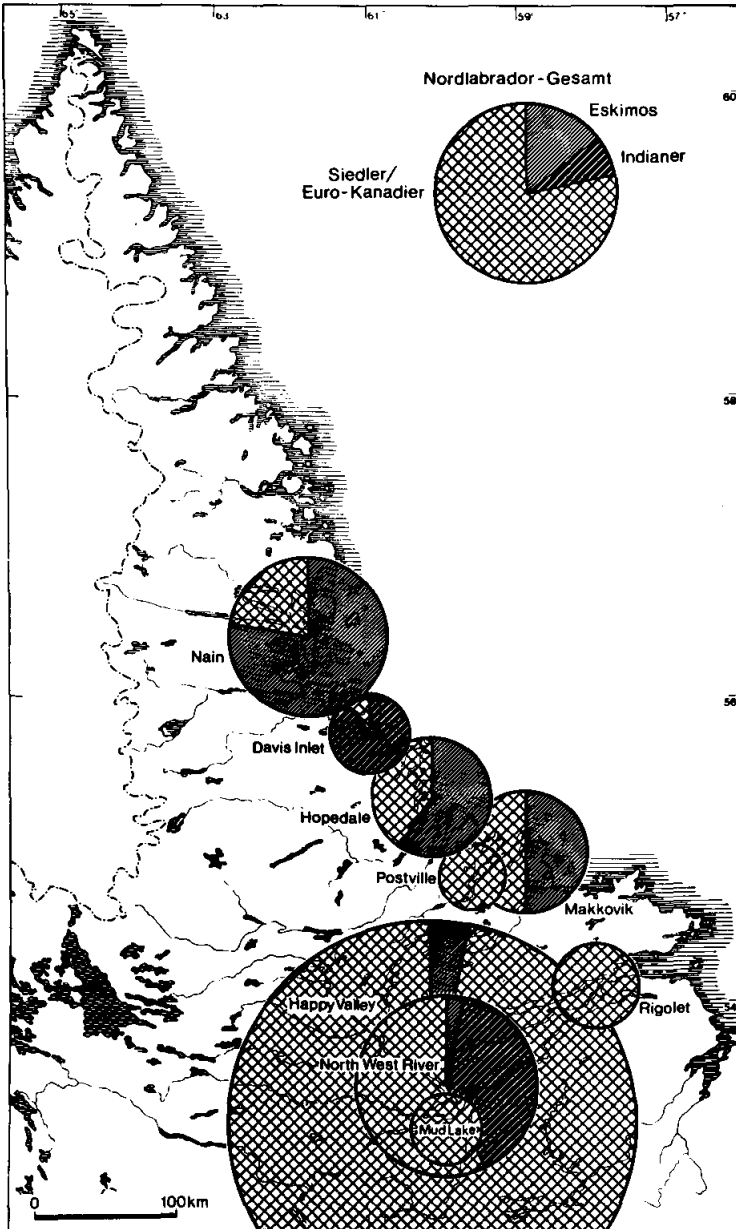 65°
63
61
59°
57°
Nordlabrador-Gesamt
60
Eskimos
Indianer
Siedler/
Euro-Kanadier
58
Nain
56
Davis Inlet
Hopedale
Postville
Makkovik
Happy Valley
Rigolet
54
North West River
Mud Lake
0 100km